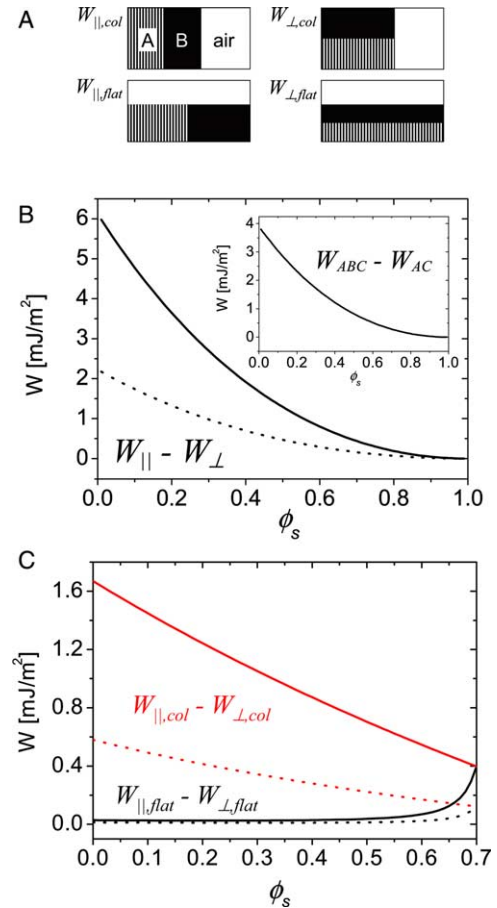 A
W||,col
A
B
air
W⊥,col
W||,flat
W⊥,flat
B
6
5
4
3
2
1
0
W [mJ/m²]
4
3
2
1
0
W [mJ/m²]
W_ABC - W_AC
0.0 0.2 0.4 0.6 0.8 1.0
ϕs
W|| - W⊥
0.0 0.2 0.4 0.6 0.8 1.0
ϕs
C
1.6
1.2
0.8
0.4
0.0
W [mJ/m²]
W||,col - W⊥,col
W||,flat - W⊥,flat
0.0 0.1 0.2 0.3 0.4 0.5 0.6 0.7
ϕs